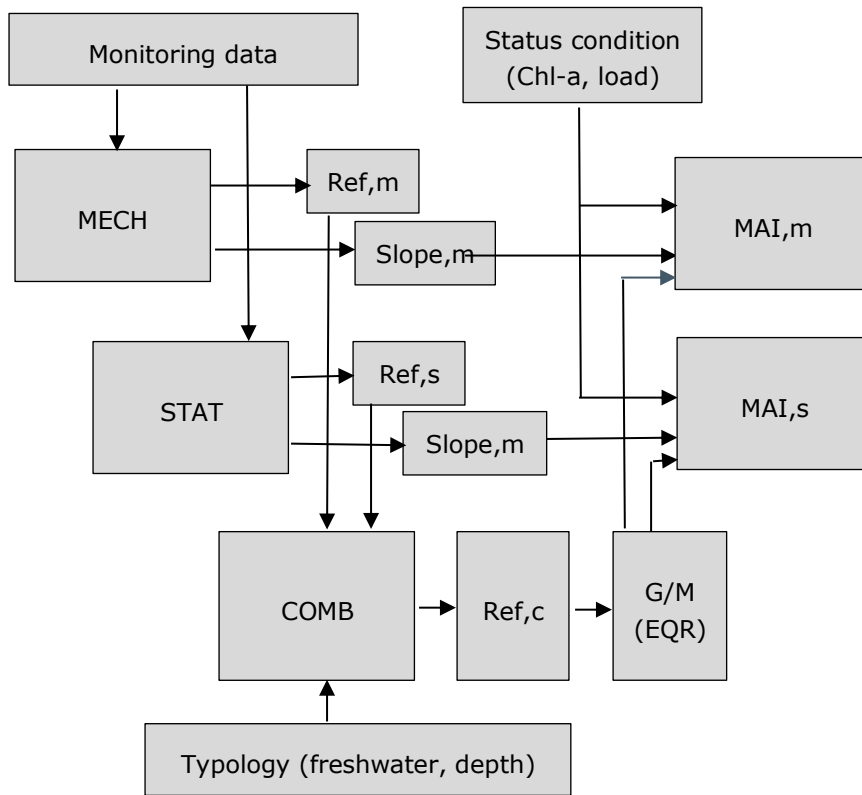 Monitoring data
Status condition
(Chl-a, load)
MECH
Ref,m
Slope,m
MAI,m
STAT
Ref,s
Slope,m
MAI,s
COMB
Ref,c
G/M
(EQR)
Typology (freshwater, depth)